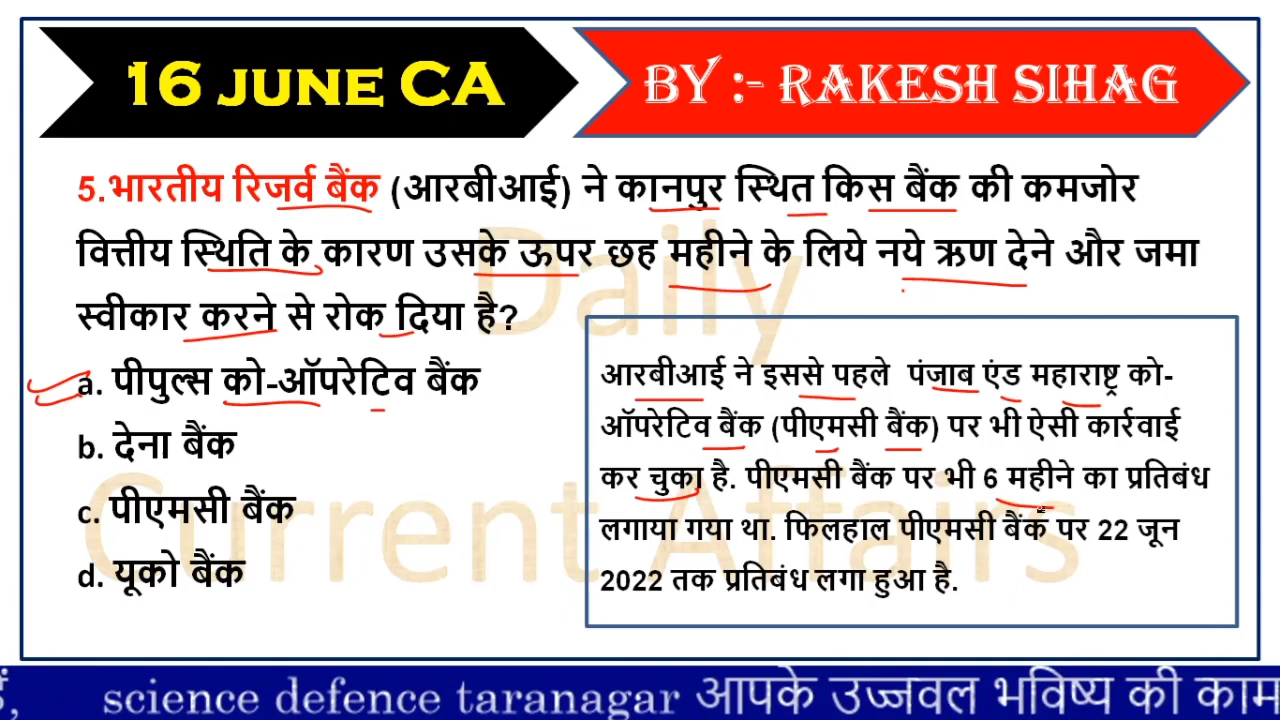 16 JUNE CA
BY :- RAKESH SIHAG
5.भारतीय रिजर्व बैंक (आरबीआई) ने कानपुर स्थित किस बैंक की कमजोर
वित्तीय स्थिति के कारण उसके ऊपर छह महीने के लिये नये ऋण देने और जमा
स्वीकार करने से रोक दिया है?
a. पीपुल्स को-ऑपरेटिव बैंक
b. देना बैंक
c. पीएमसी बैंक
d. यूको बैंक
आरबीआई ने इससे पहले पंजाब एंड महाराष्ट्र को-
ऑपरेटिव बैंक (पीएमसी बैंक) पर भी ऐसी कार्रवाई
कर चुका है. पीएमसी बैंक पर भी 6 महीने का प्रतिबंध
लगाया गया था. फिलहाल पीएमसी बैंक पर 22 जून
2022 तक प्रतिबंध लगा हुआ है.
Daily
Current Affairs
science defence taranagar आपके उज्जवल भविष्य की काम